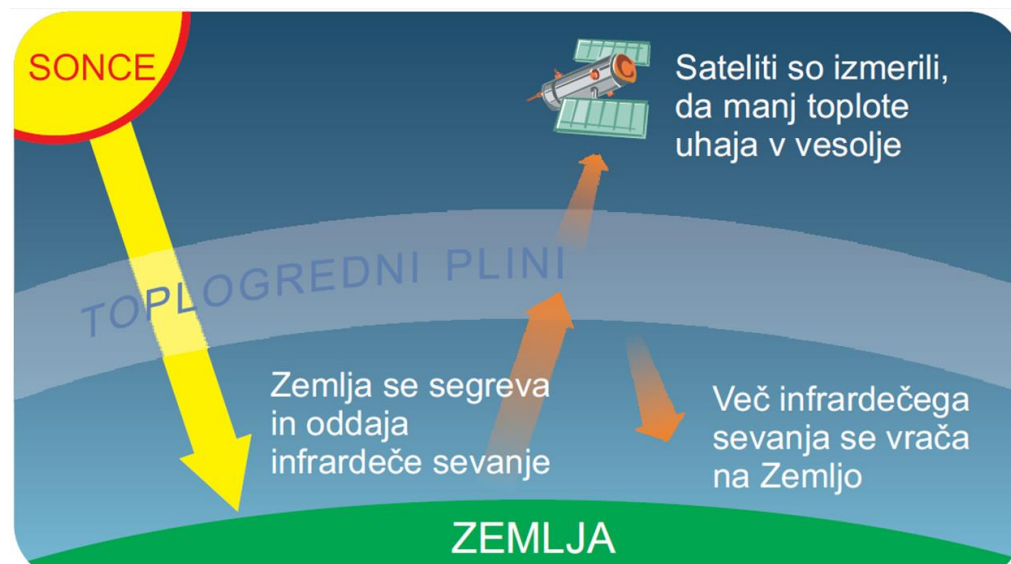 SONCE
Sateliti so izmerili,
da manj toplote
uhaja v vesolje
TOPLOGREDNI PLINI
Zemlja se segreva
in oddaja
infrardeče sevanje
Več infrardečega
sevanja se vrača
na Zemljo
ZEMLJA